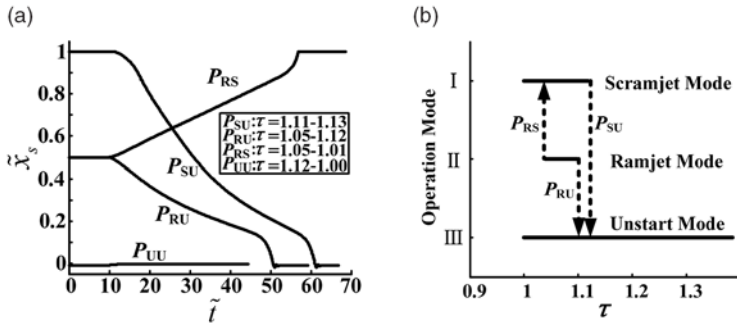 (a)
1
0.8
0.6
0.4
0.2
0
x̃s
0 10 20 30 40 50 60 70
t̃
PRS
PSU
PRU
PUU
PSU:τ=1.11-1.13
PRU:τ=1.05-1.12
PRS:τ=1.05-1.01
PUU:τ=1.12-1.00
(b)
Operation Mode
I
II
III
Scramjet Mode
Ramjet Mode
Unstart Mode
PRS
PSU
PRU
0.9 1 1.1 1.2 1.3
τ